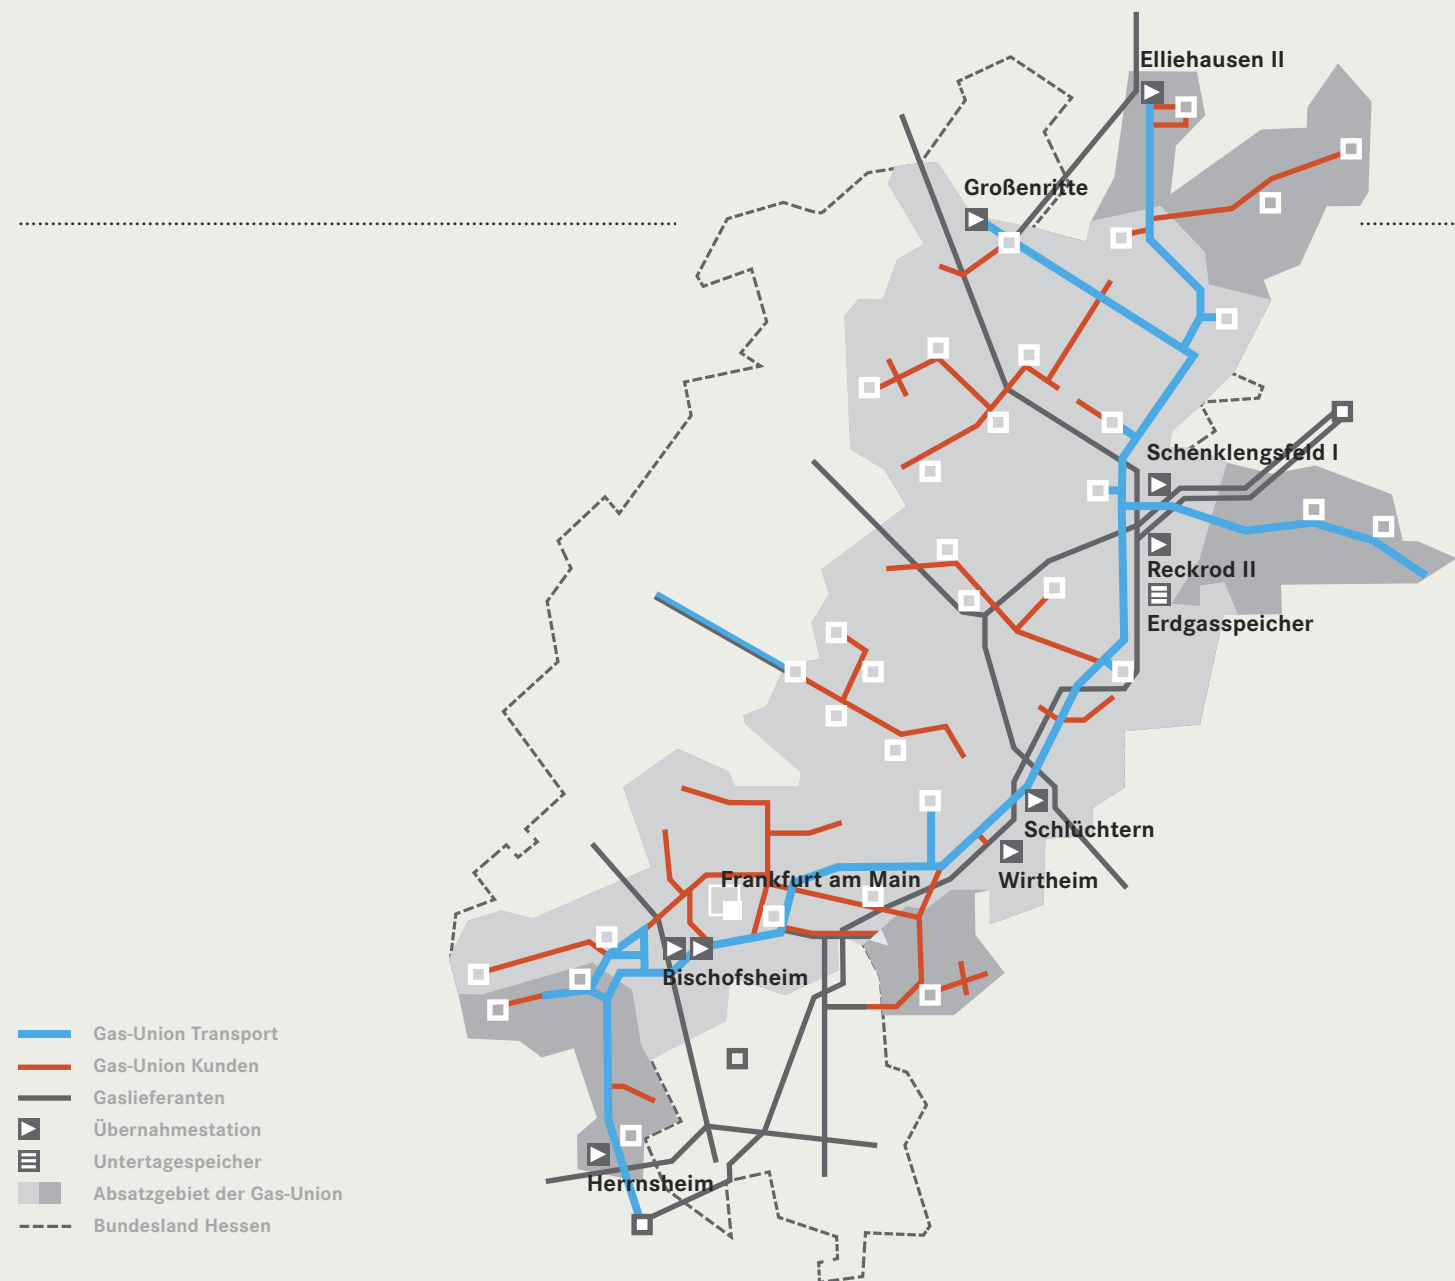 Elliehausen II
Großenritte
Schenklengsfeld I
Reckrod II
Erdgasspeicher
Schlüchtern
Frankfurt am Main
Wirtheim
Bischofsheim
Herrnsheim
Gas-Union Transport
Gas-Union Kunden
Gaslieferanten
Übernahmestation
Untertagespeicher
Absatzgebiet der Gas-Union
Bundesland Hessen